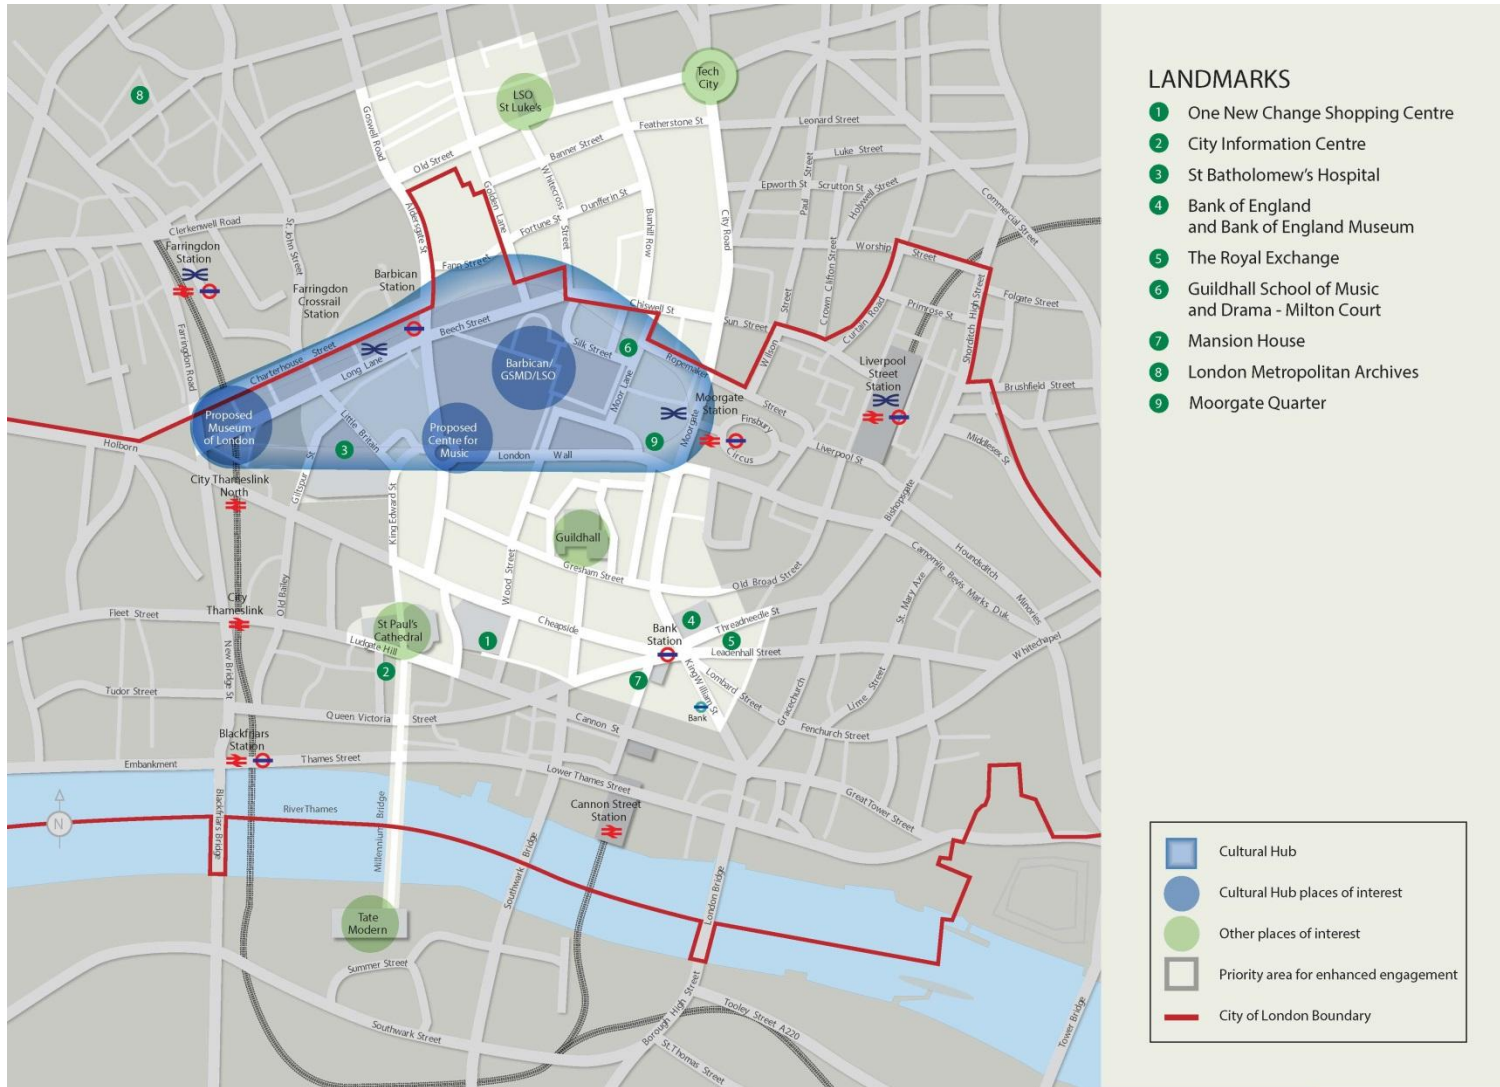 LANDMARKS
1 One New Change Shopping Centre
2 City Information Centre
3 St Batholomew's Hospital
4 Bank of England
and Bank of England Museum
5 The Royal Exchange
6 Guildhall School of Music
and Drama - Milton Court
7 Mansion House
8 London Metropolitan Archives
9 Moorgate Quarter
Cultural Hub
Cultural Hub places of interest
Other places of interest
Priority area for enhanced engagement
City of London Boundary
8
Tech
City
LSO
St Luke's
Goswell Road
Old Street
Featherstone St
Leonard Street
Banner Street
Luke Street
Whitecross Street
Golden Lane
Epworth St
Scrutton St
Holywell Street
Paul Street
Dufferin St
Fortune St
Bunhill Row
City Road
Commercial Street
Aldersgate St
Clerkenwell Road
St. John Street
Farringdon
Station
Worship Street
Fann Street
Barbican
Station
Farringdon
Crossrail
Station
Crown Clifton Street
Chiswell St
Curtain Road
Primrose St
Folgate Street
Shorditch High Street
Sun Street
Wilson Street
Beech Street
Farringdon Road
Charterhouse Street
Long Lane
Silk Street
6
Ropemaker Street
Barbican/
GSMD/LSO
Moor Lane
Liverpool
Street
Station
Brushfield Street
Moorgate
Station
Moorgate
Finsbury
Circus
Proposed
Museum
of London
Little Britain
Proposed
Centre for
Music
9
3
London Wall
Liverpool St
Middlesex St
Holborn
City Thameslink
North
Giltspur St
King Edward St
Bishopsgate
Guildhall
Houndsditch
Camomile Bevis Marks Duk.
Wood Street
Gresham Street
Old Broad Street
St. Mary Axe
Minories
Old Bailey
City
Thameslink
Fleet Street
St Paul's
Cathedral
Cheapside
4
Threadneedle St
Bank
Station
5
1
Leadenhall Street
Whitechapel
Ludgate Hill
2
7
King William St
Lombard Street
New Bridge St
Tudor Street
Bank
Gracechurch
Lime Street
Queen Victoria Street
Cannon St
Fenchurch Street
Blackfriars
Station
Embankment
Thames Street
Lower Thames Street
Great Tower Street
N
River Thames
Blackfriars Bridge
Millennium Bridge
Cannon Street
Station
Southwark Bridge
London Bridge
Tate
Modern
Summer Street
Southwark Street
Borough High Street
Tooley Street A220
St. Thomas Street
Tower Bridge